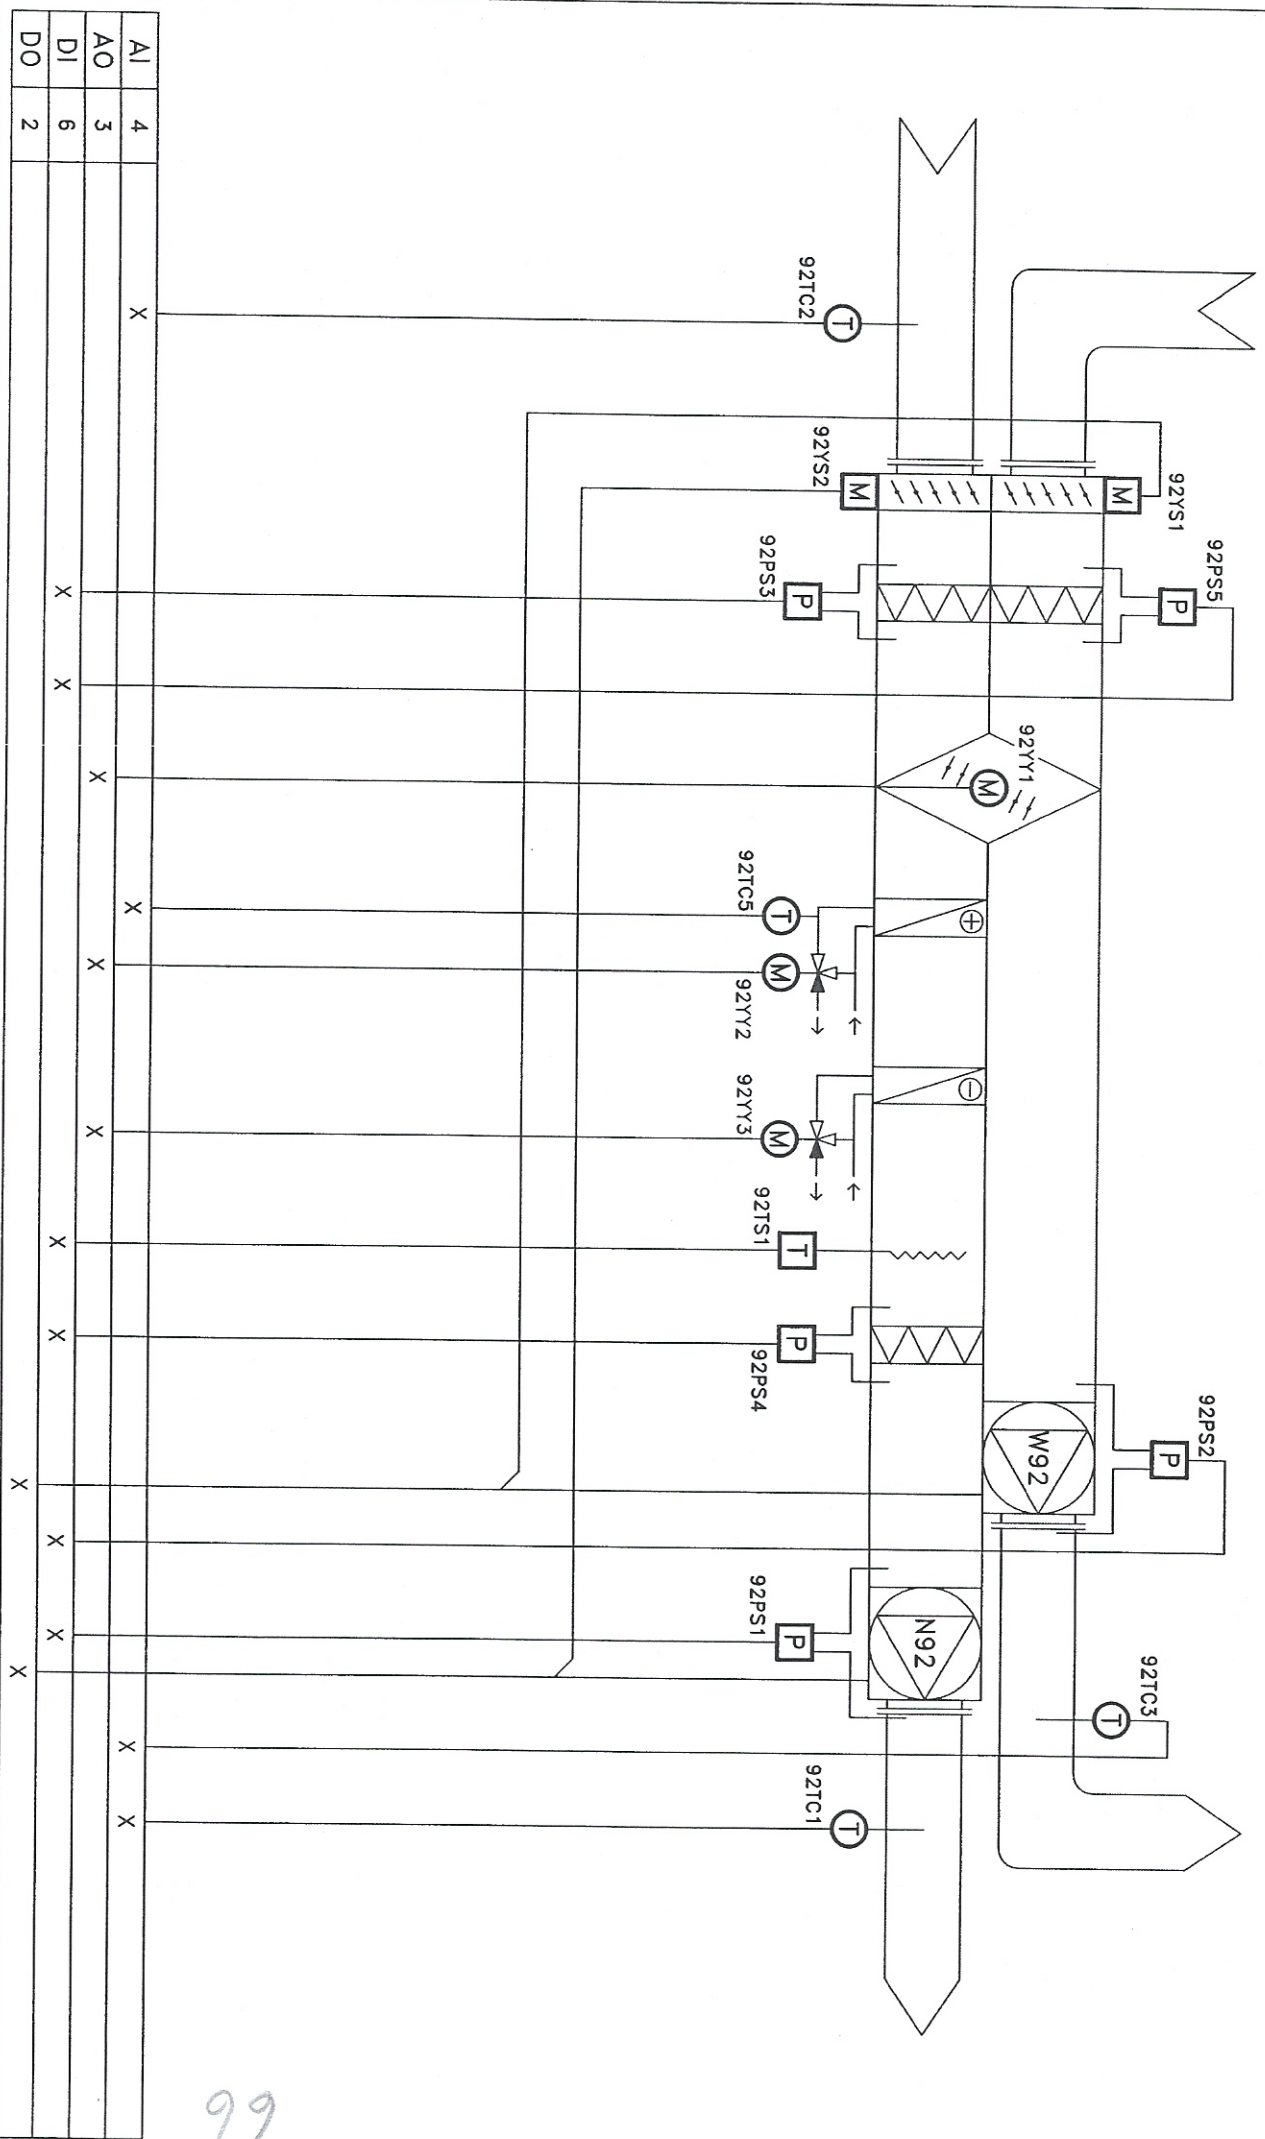 92YS1
92PS5
92PS2
92TC3
92YY1
W92
N92
M
P
P
T
M
92TC2
T
92YS2
M
92PS3
P
92TC5
T
M
92YY2
92YY3
M
92TS1
T
P
92PS4
92PS1
P
92TC1
T
+
−
AI 4 X X X X
AO 3 X X X
DI 6 X X X X X X
DO 2 X X
99
M